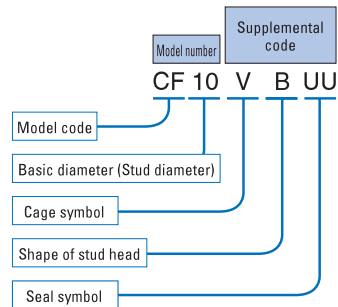 Supplemental
code
Model number
CF 10 V B UU
Model code
Basic diameter (Stud diameter)
Cage symbol
Shape of stud head
Seal symbol